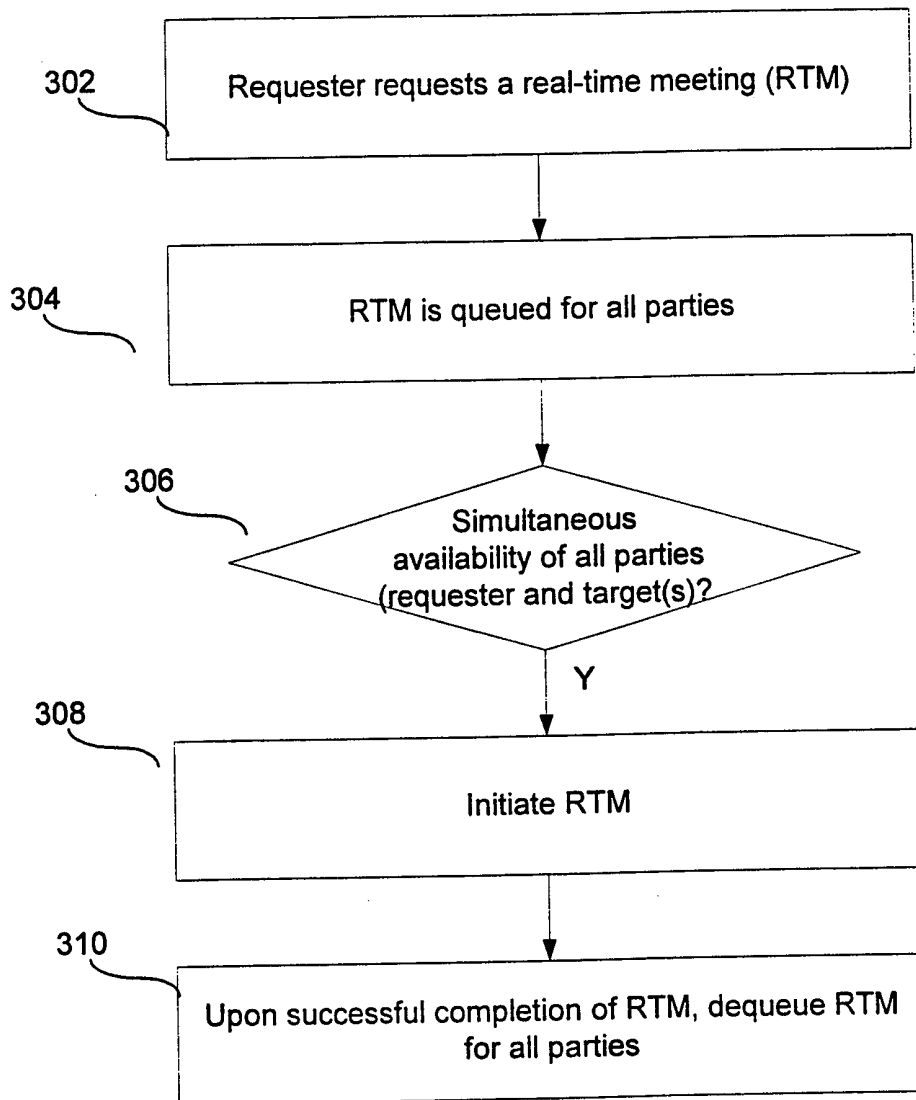 302
Requester requests a real-time meeting (RTM)
304
RTM is queued for all parties
306
Simultaneous
availability of all parties
(requester and target(s)?
Y
308
Initiate RTM
310
Upon successful completion of RTM, dequeue RTM
for all parties